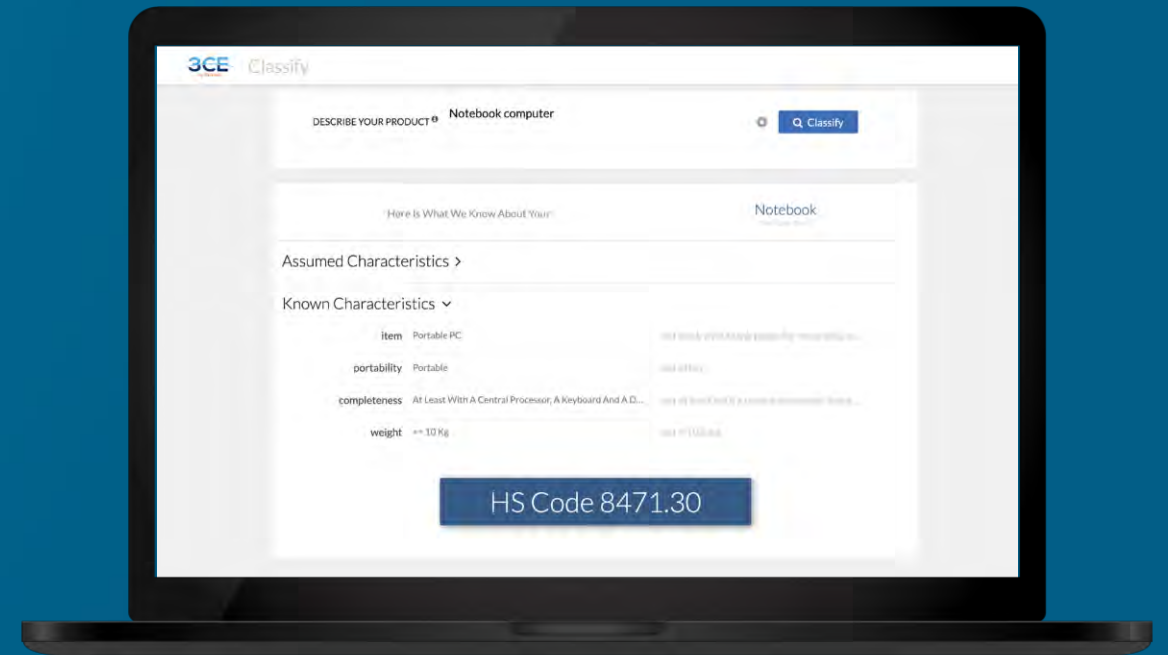 3CE Classify
DESCRIBE YOUR PRODUCT Notebook computer Classify
Here Is What We Know About Your Notebook
Assumed Characteristics >
Known Characteristics
item Portable PC
portability Portable
completeness At Least With A Central Processor, A Keyboard And A D...
weight <= 10 Kg
HS Code 8471.30